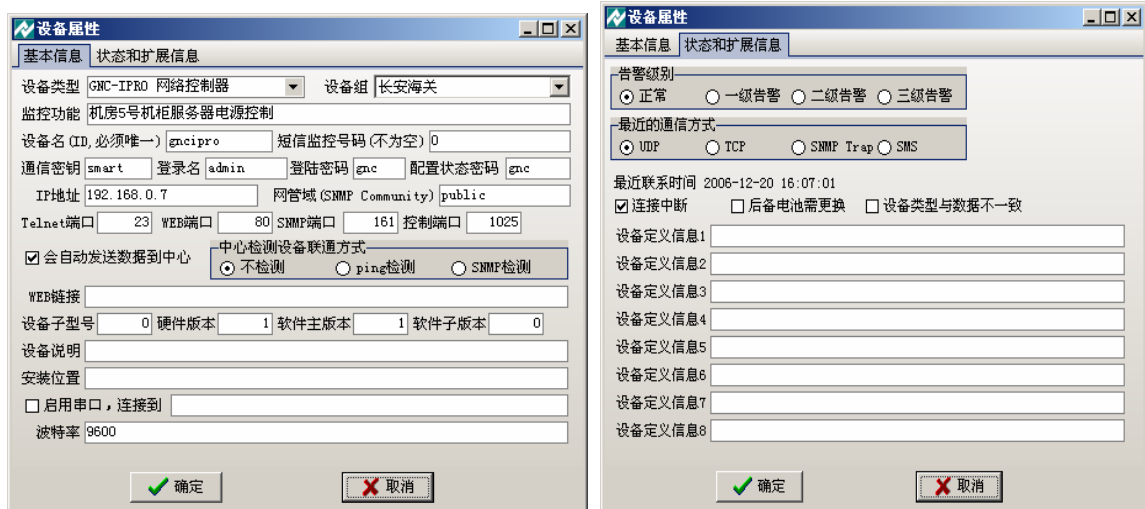 设备属性
基本信息 状态和扩展信息
设备类型 GNC-IPRO 网络控制器 设备组 长安海关
监控功能 机房5号机柜服务器电源控制
设备名(ID,必须唯一) gncipro 短信监控号码(不为空) 0
通信密钥 smart 登录名 admin 登陆密码 gnc 配置状态密码 gnc
IP地址 192.168.0.7 网管域(SNMP Community) public
Telnet端口 23 WEB端口 80 SNMP端口 161 控制端口 1025
中心检测设备联通方式
会自动发送数据到中心 不检测 ping检测 SNMP检测
WEB链接
设备子型号 0 硬件版本 1 软件主版本 1 软件子版本 0
设备说明
安装位置
启用串口,连接到
波特率 9600
确定 取消
设备属性
基本信息 状态和扩展信息
告警级别
正常 一级告警 二级告警 三级告警
最近的通信方式
UDP TCP SNMP Trap SMS
最近联系时间 2006-12-20 16:07:01
连接中断 后备电池需更换 设备类型与数据不一致
设备定义信息1
设备定义信息2
设备定义信息3
设备定义信息4
设备定义信息5
设备定义信息6
设备定义信息7
设备定义信息8
确定 取消